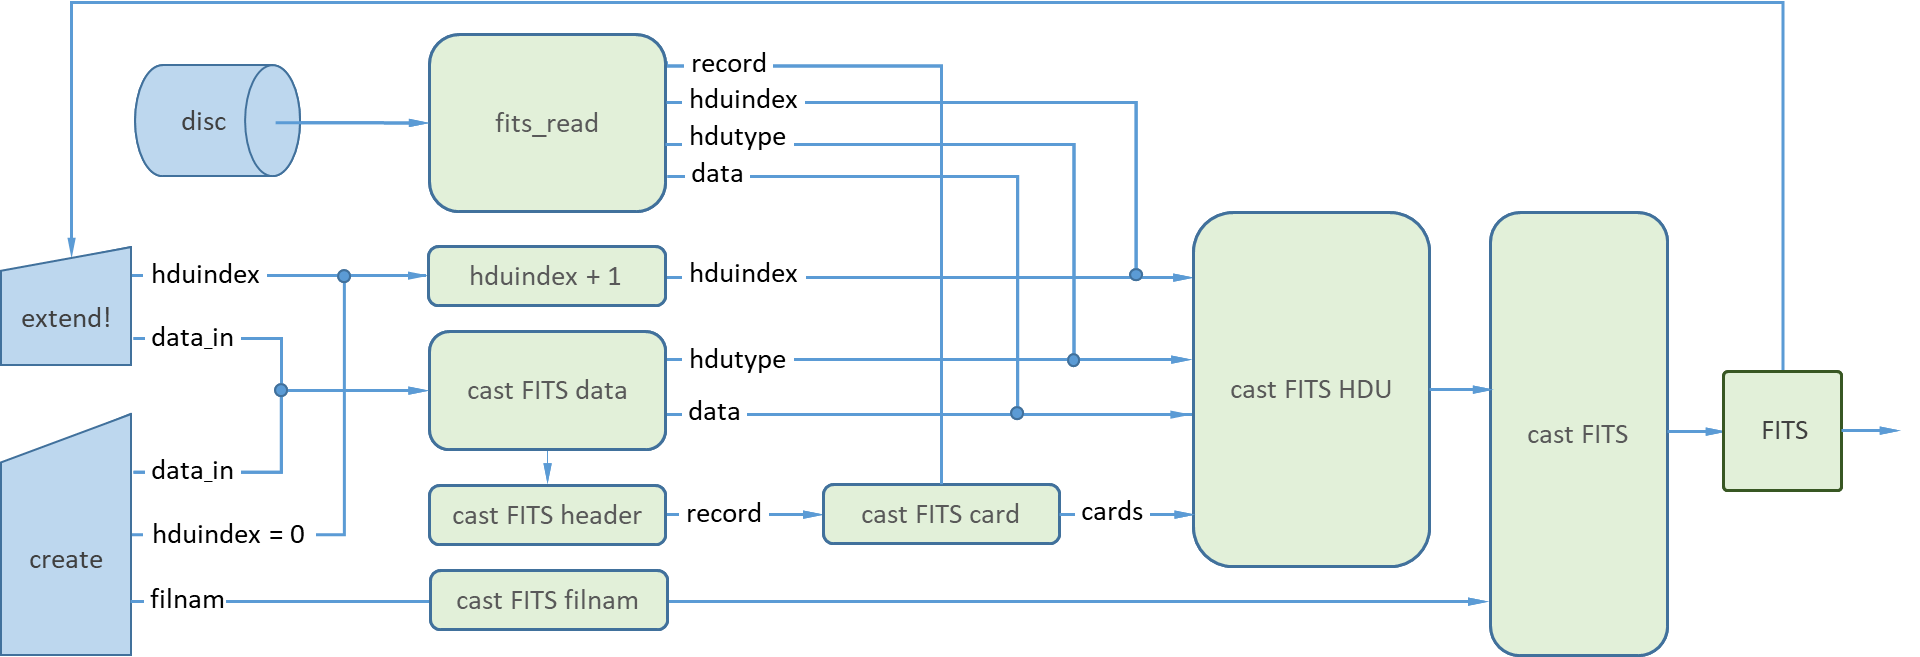 record
hduindex
disc
fits_read
hdutype
data
hduindex
hduindex + 1
hduindex
extend!
data_in
hdutype
cast FITS data
cast FITS HDU
data
cast FITS
FITS
data_in
cast FITS header
record
cast FITS card
cards
hduindex = 0
create
filnam
cast FITS filnam